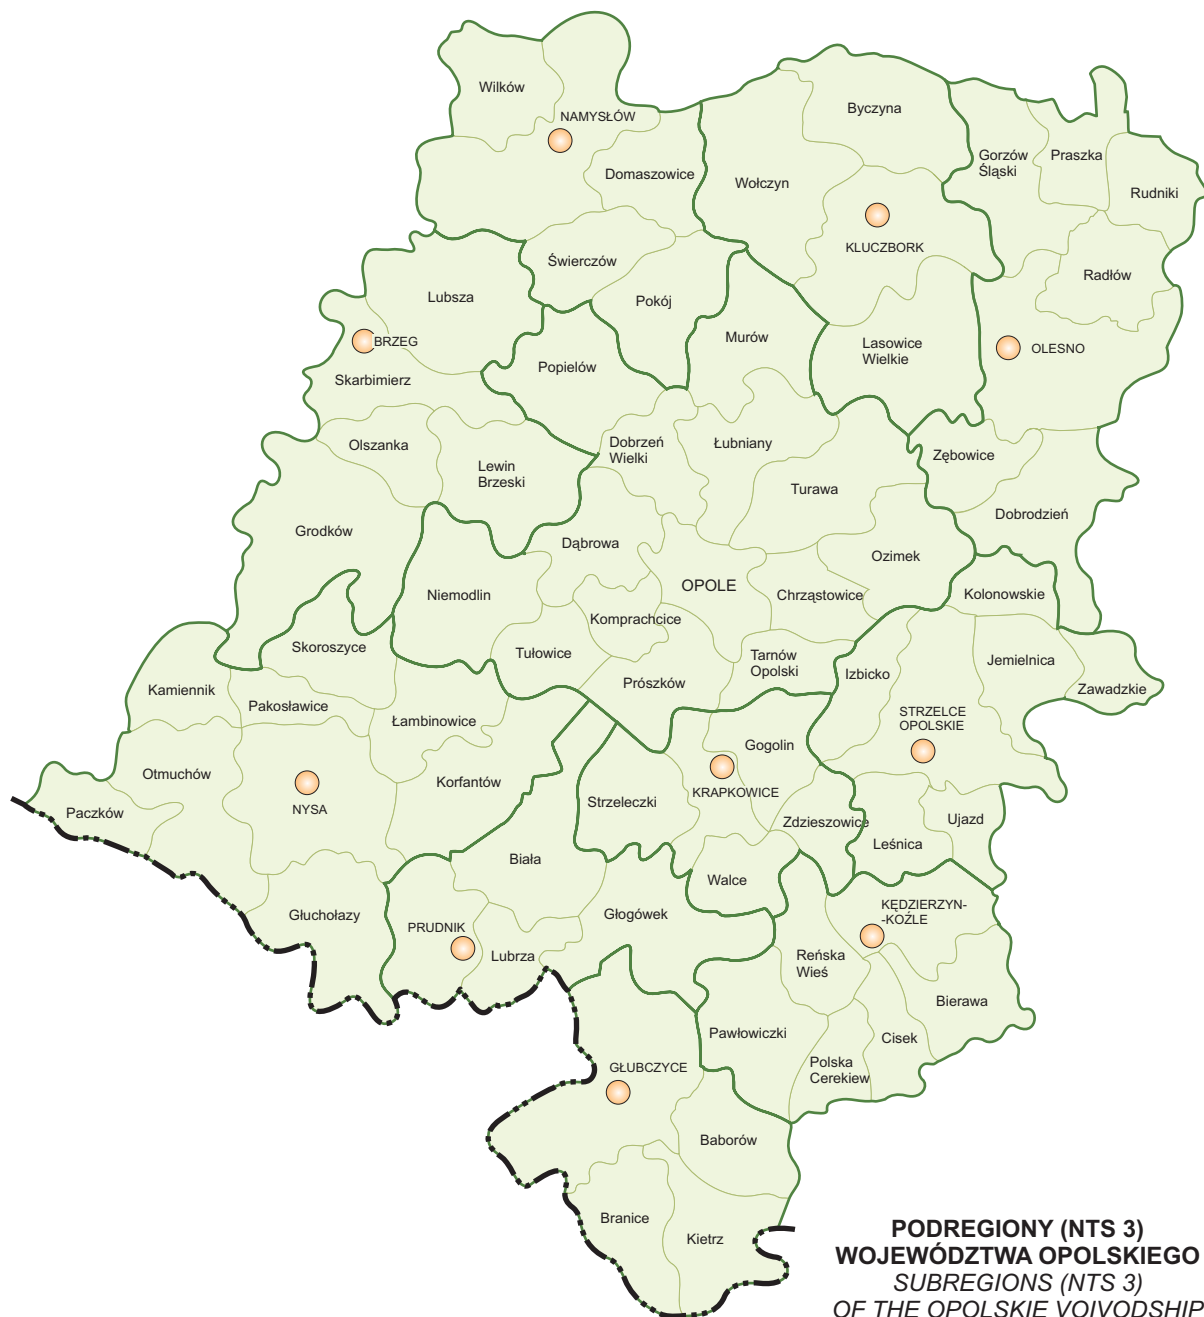 Wilków
NAMYSŁÓW
Byczyna
Domaszowice
Wołczyn
Gorzów
Śląski
Praszka
Rudniki
KLUCZBORK
Świerczów
Lubsza
Pokój
Radłów
BRZEG
Murów
Lasowice
Wielkie
OLESNO
Popielów
Skarbimierz
Olszanka
Dobrzeń
Wielki
Łubniany
Lewin
Brzeski
Zębowice
Turawa
Grodków
Dąbrowa
Dobrodzień
Ozimek
OPOLE
Niemodlin
Chrząstowice
Kolonowskie
Komprachcice
Skoroszyce
Tułowice
Tarnów
Opolski
Jemielnica
Izbicko
Prószków
Kamiennik
Zawadzkie
Pakosławice
Łambinowice
STRZELCE
OPOLSKIE
Gogolin
Otmuchów
Korfantów
NYSA
KRAPKOWICE
Strzeleczki
Paczków
Zdzieszowice
Ujazd
Leśnica
Biała
Walce
Głuchołazy
Głogówek
KĘDZIERZYN-
-KOŹLE
PRUDNIK
Lubrza
Reńska
Wieś
Bierawa
Pawłowiczki
Cisek
GŁUBCZYCE
Polska
Cerekiew
Baborów
Branice
Kietrz
PODREGIONY (NTS 3)
WOJEWÓDZTWA OPOLSKIEGO
SUBREGIONS (NTS 3)
OF THE OPOLSKIE VOIVODSHIP